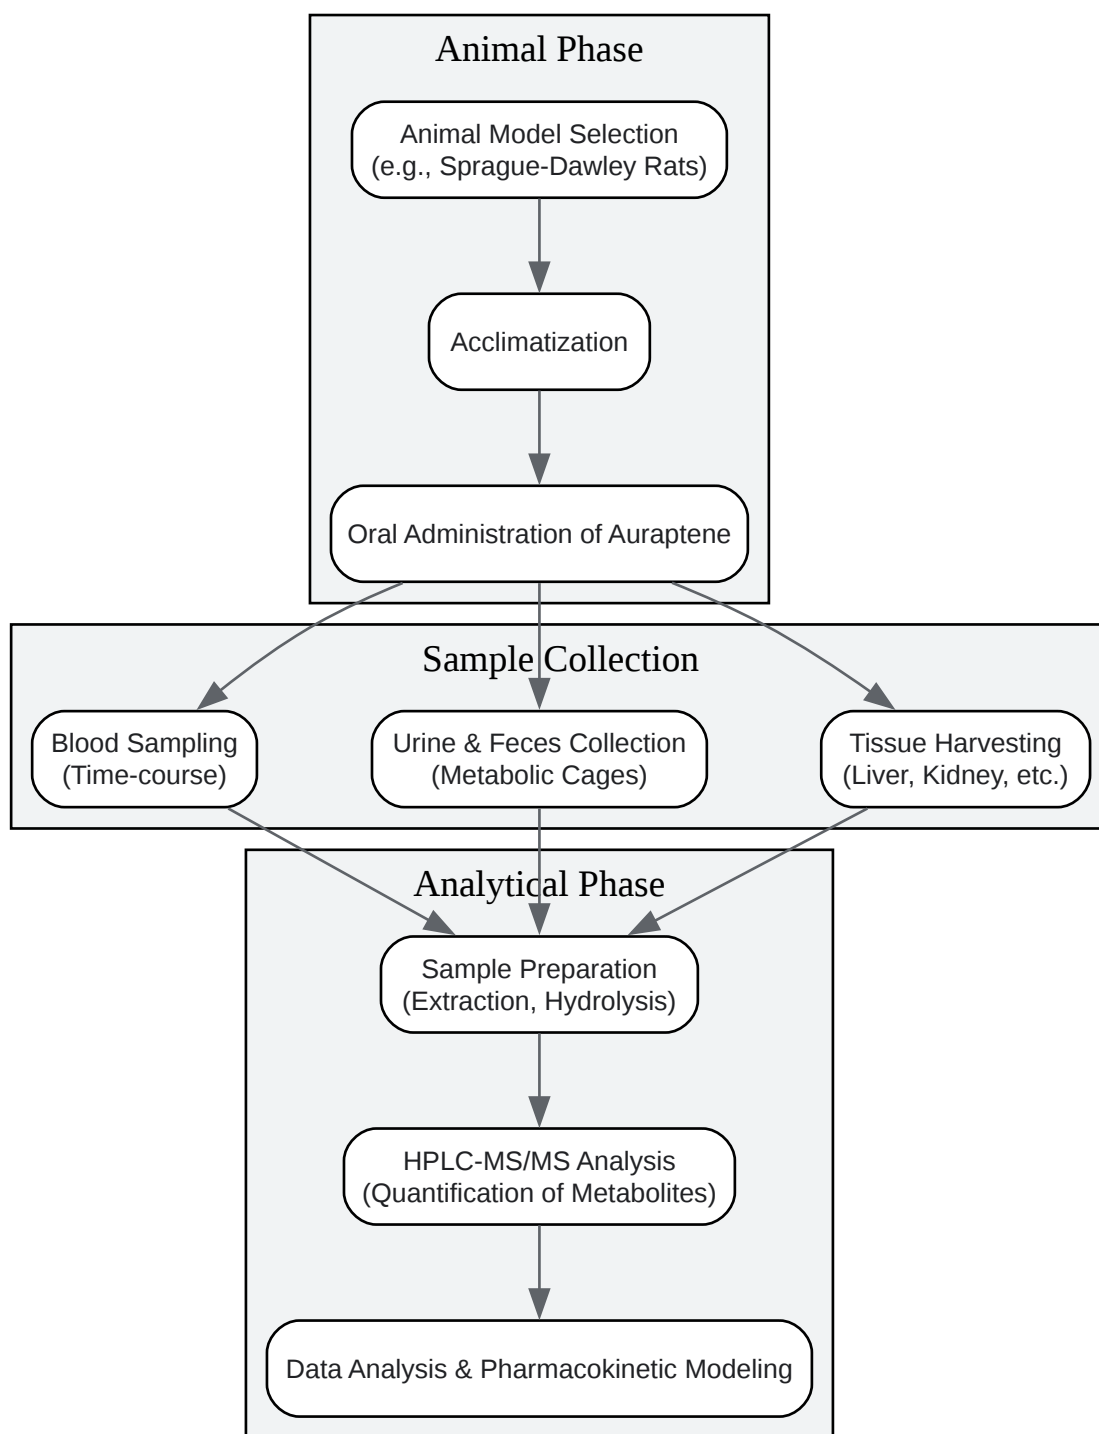 Animal Phase
Animal Model Selection
(e.g., Sprague-Dawley Rats)
Acclimatization
Oral Administration of Auraptene
Sample Collection
Blood Sampling
(Time-course)
Urine & Feces Collection
(Metabolic Cages)
Tissue Harvesting
(Liver, Kidney, etc.)
Analytical Phase
Sample Preparation
(Extraction, Hydrolysis)
HPLC-MS/MS Analysis
(Quantification of Metabolites)
Data Analysis & Pharmacokinetic Modeling